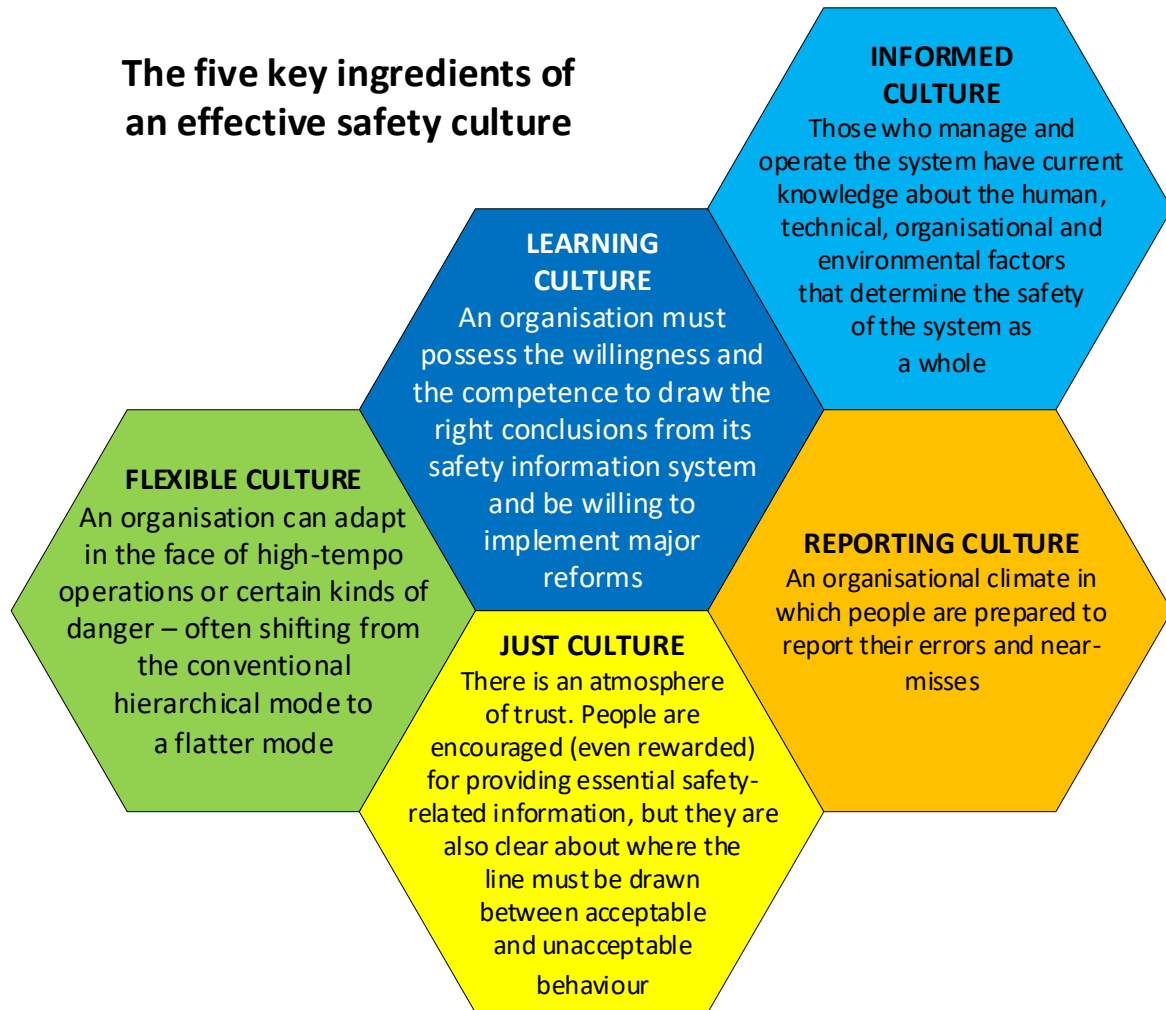 The five key ingredients of
an effective safety culture
INFORMED
CULTURE
Those who manage and
operate the system have current
knowledge about the human,
technical, organisational and
environmental factors
that determine the safety
of the system as
a whole
LEARNING
CULTURE
An organisation must
possess the willingness and
the competence to draw the
right conclusions from its
safety information system
and be willing to
implement major
reforms
FLEXIBLE CULTURE
An organisation can adapt
in the face of high-tempo
operations or certain kinds of
danger – often shifting from
the conventional
hierarchical mode to
a flatter mode
REPORTING CULTURE
An organisational climate in
which people are prepared to
report their errors and near-
misses
JUST CULTURE
There is an atmosphere
of trust. People are
encouraged (even rewarded)
for providing essential safety-
related information, but they are
also clear about where the
line must be drawn
between acceptable
and unacceptable
behaviour